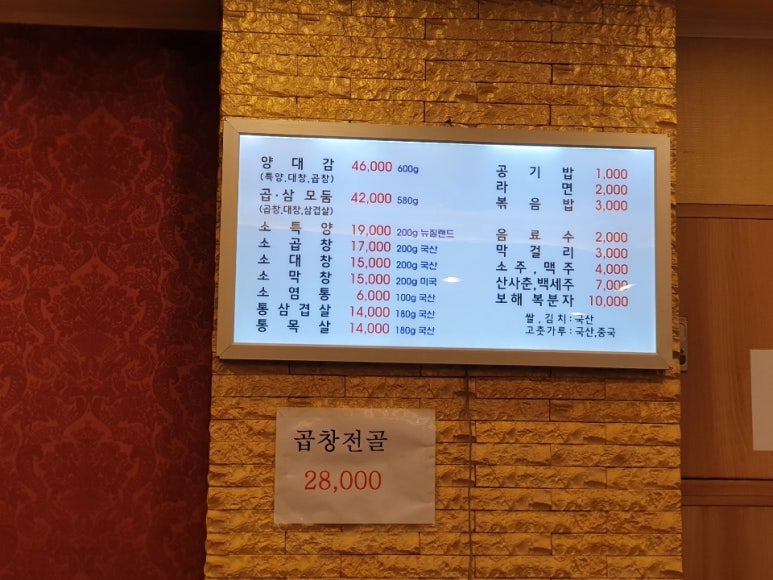 양대감 46,000 600g
(특양,대창,곱창)
곱·삼 모둠 42,000 580g
(곱창,대창,삼겹살)
소특양 19,000 200g 뉴질랜드
소곱창 17,000 200g 국산
소대창 15,000 200g 국산
소막창 15,000 200g 미국
소염통 6,000 100g 국산
통삼겹살 14,000 180g 국산
통목살 14,000 180g 국산
공기밥 1,000
라면 2,000
볶음밥 3,000
음료수 2,000
막걸리 3,000
소주,맥주 4,000
산사춘,백세주 7,000
보해 복분자 10,000
쌀,김치:국산
고춧가루:국산,중국
곱창전골
28,000